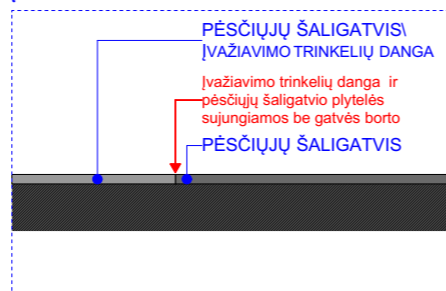 PĖSČIŲJŲ ŠALIGATVIS\
ĮVAŽIAVIMO TRINKELIŲ DANGA
Įvažiavimo trinkelių danga ir
pėsčiųjų šaligatvio plytelės
sujungiamos be gatvės borto
PĖSČIŲJŲ ŠALIGATVIS